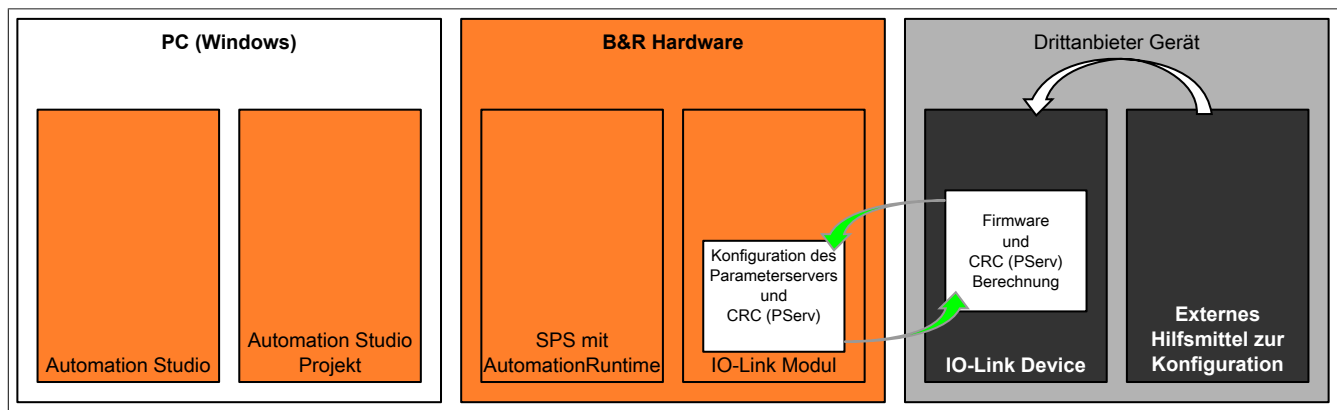 PC (Windows)
Automation Studio
Automation Studio
Projekt
B&R Hardware
SPS mit
AutomationRuntime
Konfiguration des
Parameterservers
und
CRC (PServ)
IO-Link Modul
Drittanbieter Gerät
Firmware
und
CRC (PServ)
Berechnung
IO-Link Device
Externes
Hilfsmittel zur
Konfiguration